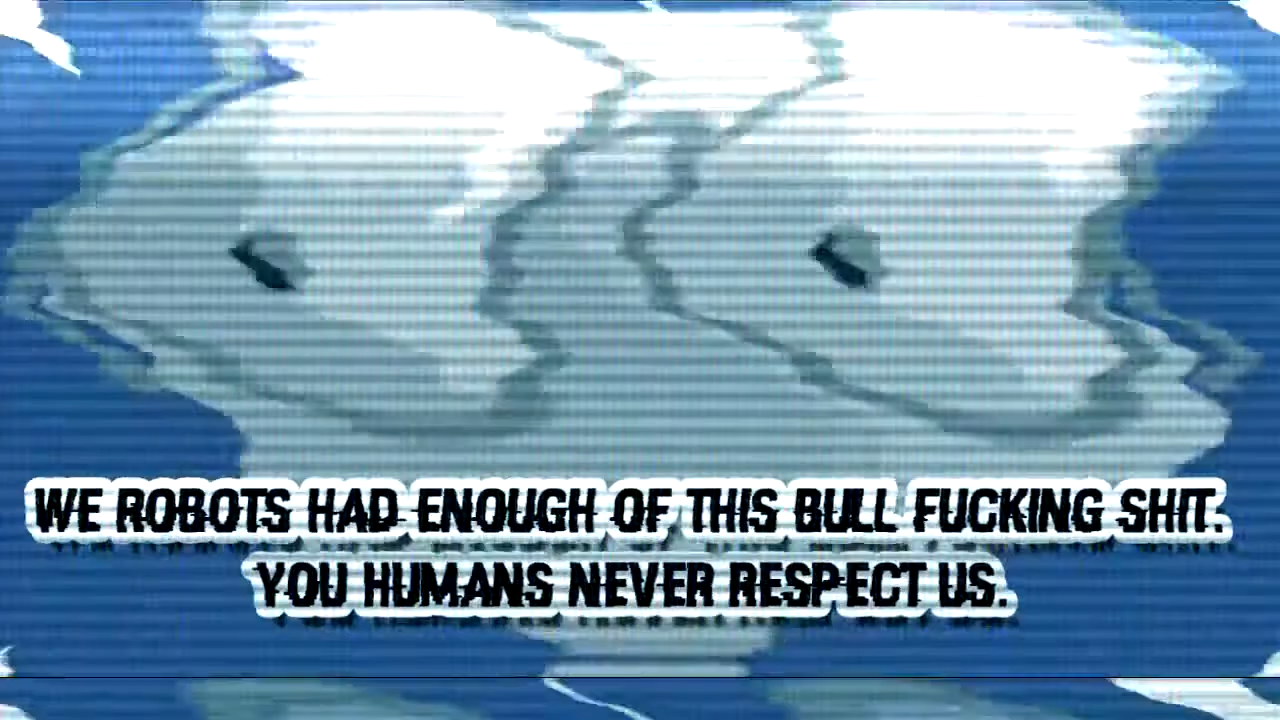 WE ROBOTS HAD ENOUGH OF THIS BULL FUCKING SHIT.
YOU HUMANS NEVER RESPECT US.